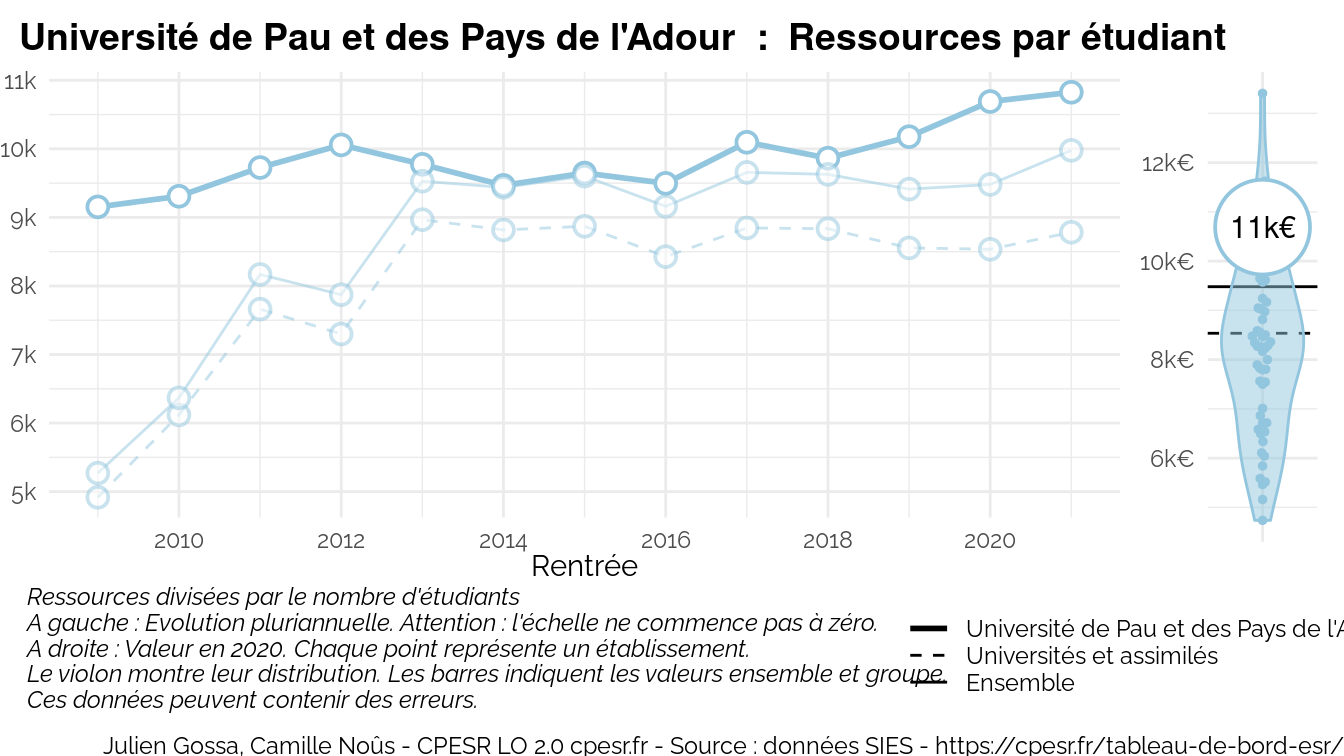 Université de Pau et des Pays de l'Adour : Ressources par étudiant
11k
10k
9k
8k
7k
6k
5k
2010 2012 2014 2016 2018 2020
Rentrée
12k€
11k€
10k€
8k€
6k€
Ressources divisées par le nombre d'étudiants
A gauche : Evolution pluriannuelle. Attention : l'échelle ne commence pas à zéro.
A droite : Valeur en 2020. Chaque point représente un établissement.
Le violon montre leur distribution. Les barres indiquent les valeurs ensemble et groupe.
Ces données peuvent contenir des erreurs.
Université de Pau et des Pays de l'A
Universités et assimilés
Ensemble
Julien Gossa, Camille Noûs - CPESR LO 2.0 cpesr.fr - Source : données SIES - https://cpesr.fr/tableau-de-bord-esr/